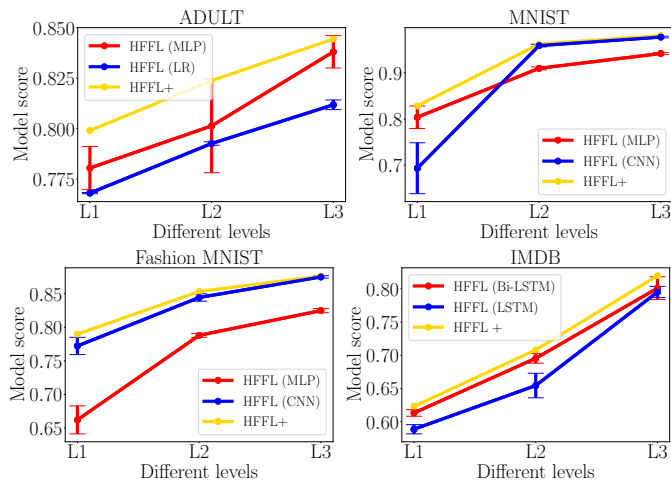 ADULT
Model score
0.850
0.825
0.800
0.775
HFFL (MLP)
HFFL (LR)
HFFL+
L1 L2 L3
Different levels
MNIST
Model score
0.9
0.8
0.7
HFFL (MLP)
HFFL (CNN)
HFFL+
L1 L2 L3
Different levels
Fashion MNIST
Model score
0.85
0.80
0.75
0.70
0.65
HFFL (MLP)
HFFL (CNN)
HFFL+
L1 L2 L3
Different levels
IMDB
Model score
0.80
0.75
0.70
0.65
0.60
HFFL (Bi-LSTM)
HFFL (LSTM)
HFFL +
L1 L2 L3
Different levels